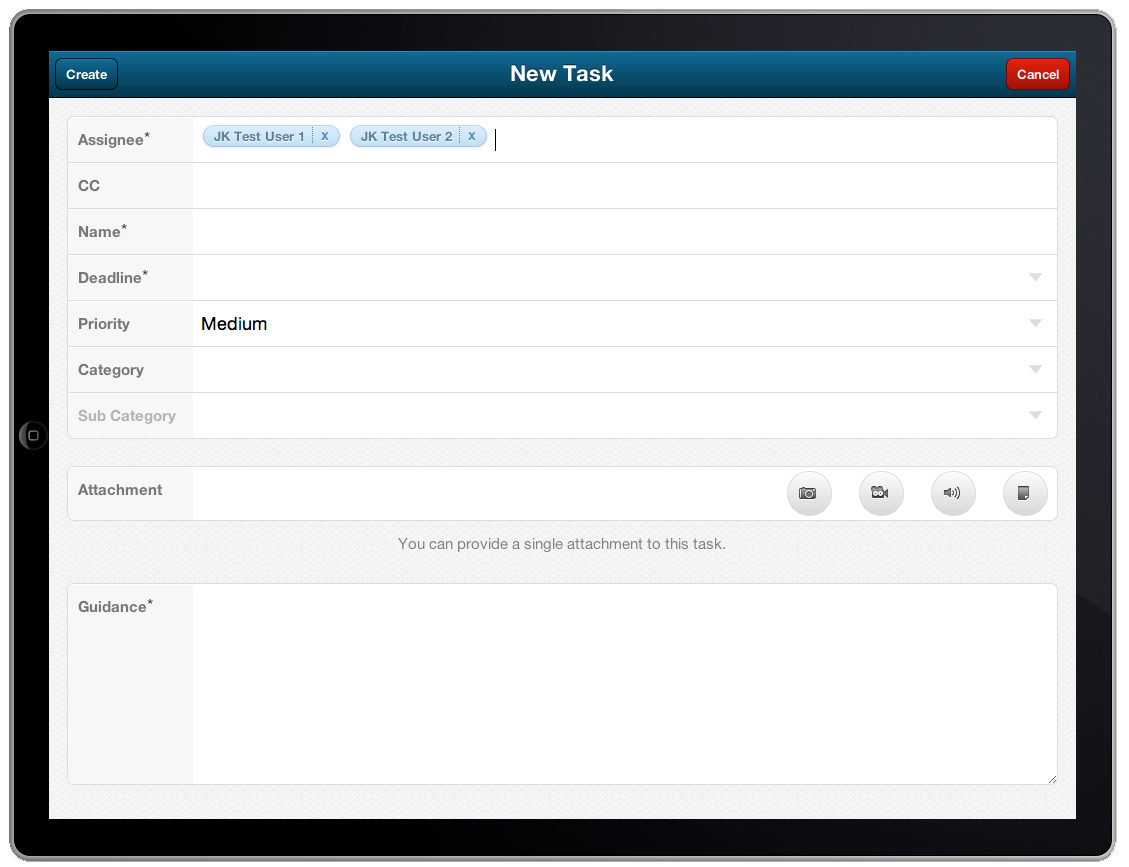 Create New Task Cancel
Assignee* JK Test User 1 x JK Test User 2 x
CC
Name*
Deadline*
Priority Medium
Category
Sub Category
Attachment
You can provide a single attachment to this task.
Guidance*